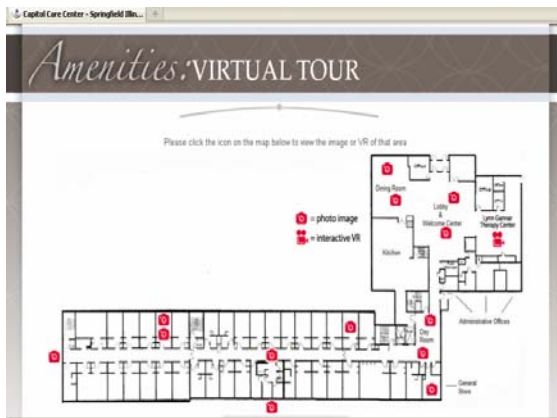 Capitol Care Center - Springfield Illin...
Amenities: VIRTUAL TOUR
Please click the icon on the map below to view the image or VR of that area
Office
Dining Room
Office
Lobby
&
Welcome Center
Therapy Center
= photo image
= interactive VR
Kitchen
Day
Room
Administrative Offices
General
Store